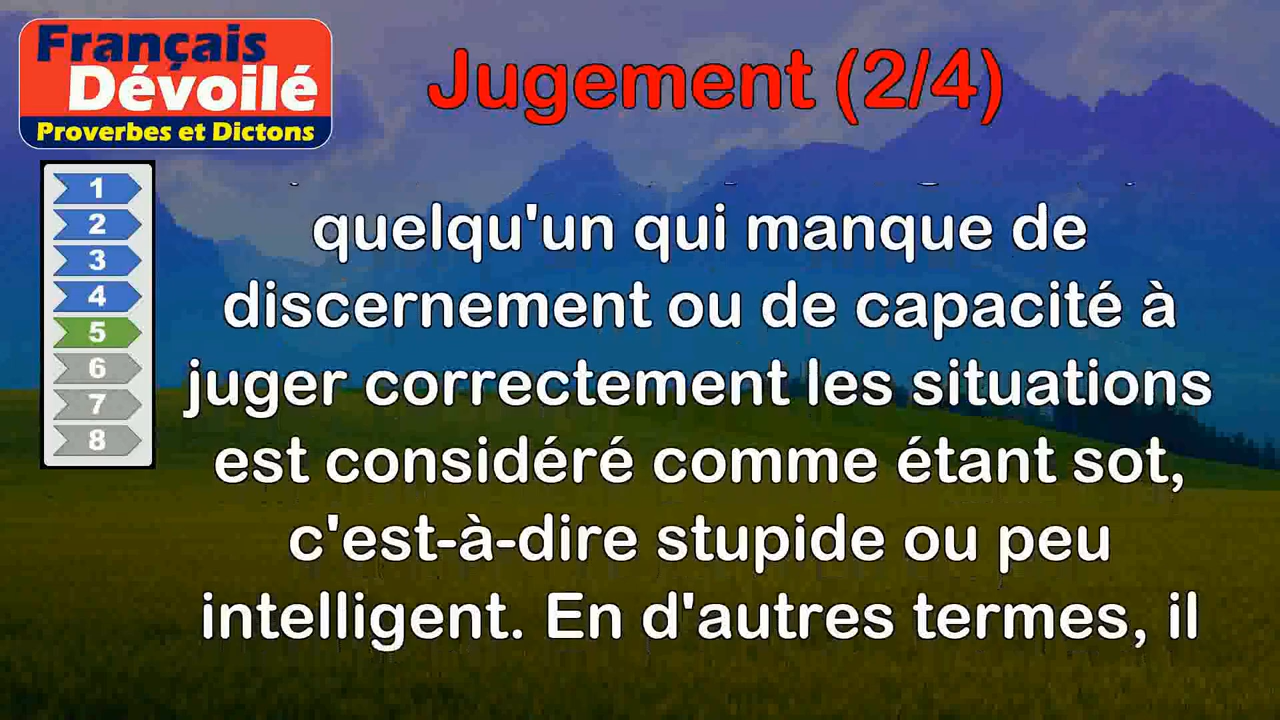 Français
Dévoilé
Proverbes et Dictons
Jugement (2/4)
1
2
3
4
5
6
7
8
quelqu'un qui manque de
discernement ou de capacité à
juger correctement les situations
est considéré comme étant sot,
c'est-à-dire stupide ou peu
intelligent. En d'autres termes, il